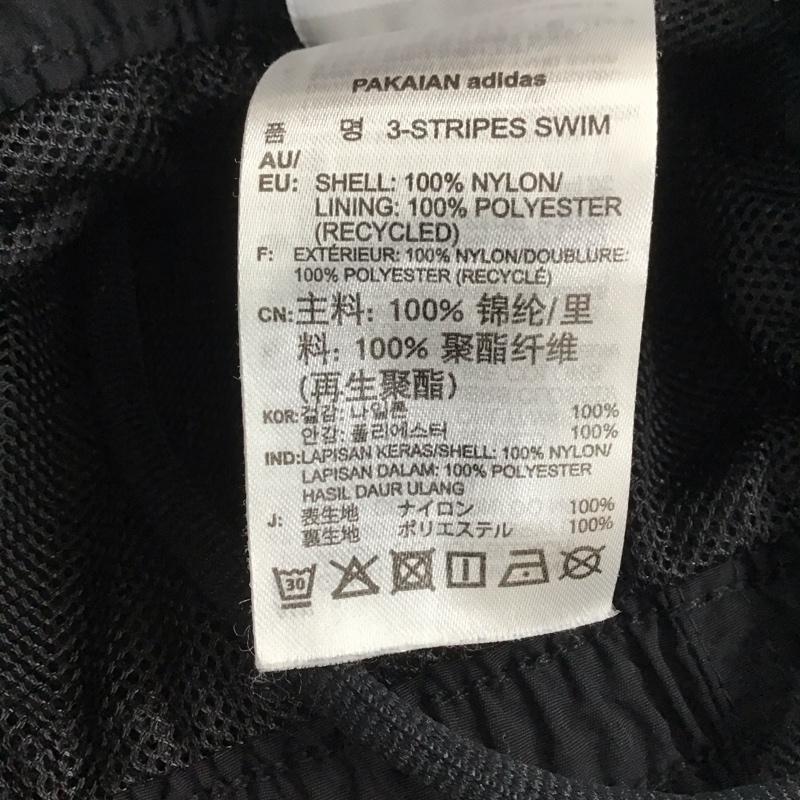 PAKAIAN adidas
품 명 3-STRIPES SWIM
AU/
EU: SHELL: 100% NYLON/
LINING: 100% POLYESTER
(RECYCLED)
F: EXTÉRIEUR: 100% NYLON/DOUBLURE:
100% POLYESTER (RECYCLÉ)
CN: 主料: 100% 锦纶/里
料: 100% 聚酯纤维
(再生聚酯)
KOR: 겉감: 나일론 100%
안감: 폴리에스터 100%
IND: LAPISAN KERAS/SHELL: 100% NYLON/
LAPISAN DALAM: 100% POLYESTER
HASIL DAUR ULANG
J: 表生地 ナイロン 100%
裏生地 ポリエステル 100%
30